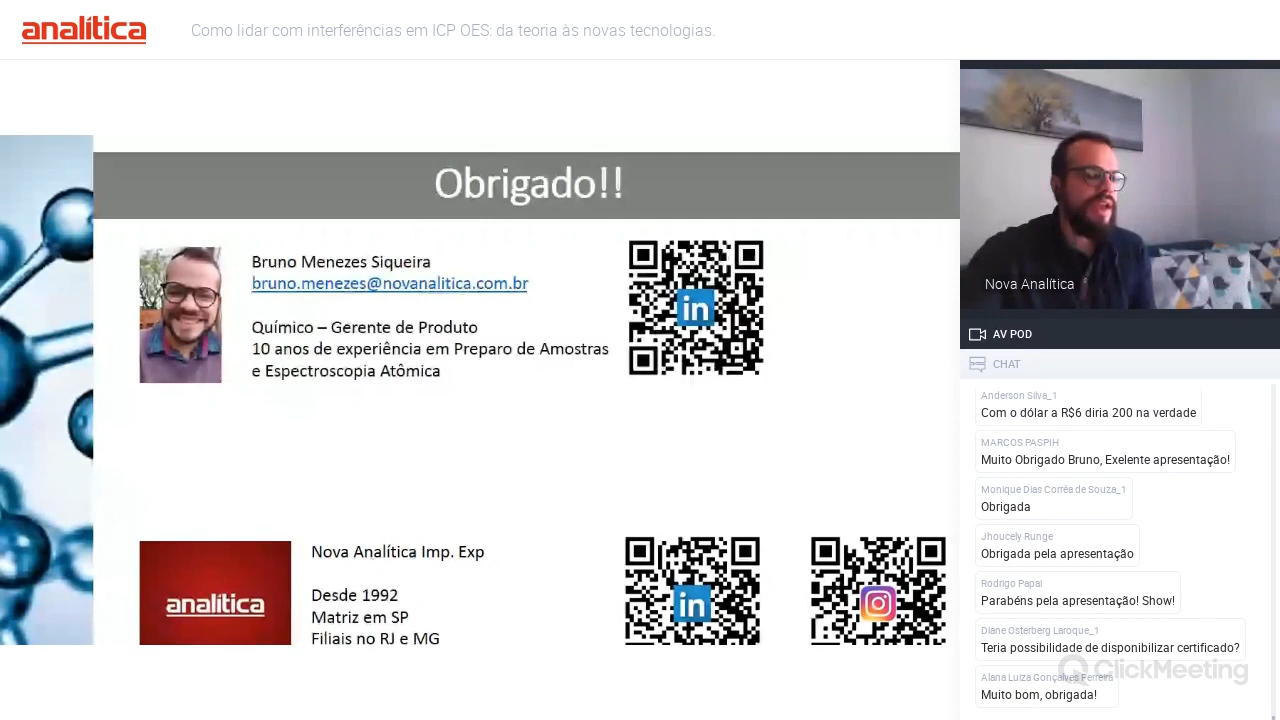 analítica
Como lidar com interferências em ICP OES: da teoria às novas tecnologias.
Obrigado!!
Bruno Menezes Siqueira
bruno.menezes@novanalitica.com.br
Químico – Gerente de Produto
10 anos de experiência em Preparo de Amostras
e Espectroscopia Atômica
in
analítica
Nova Analítica Imp. Exp
Desde 1992
Matriz em SP
Filiais no RJ e MG
in
Nova Analítica
AV POD
CHAT
Anderson Silva_1
Com o dólar a R$6 diria 200 na verdade
MARCOS PASPIH
Muito Obrigado Bruno, Exelente apresentação!
Monique Dias Corrêa de Souza_1
Obrigada
Jhoucely Runge
Obrigada pela apresentação
Rodrigo Papai
Parabéns pela apresentação! Show!
Diane Osterberg Laroque_1
Teria possibilidade de disponibilizar certificado?
Alana Luiza Gonçalves Ferreira
Muito bom, obrigada!
ClickMeeting